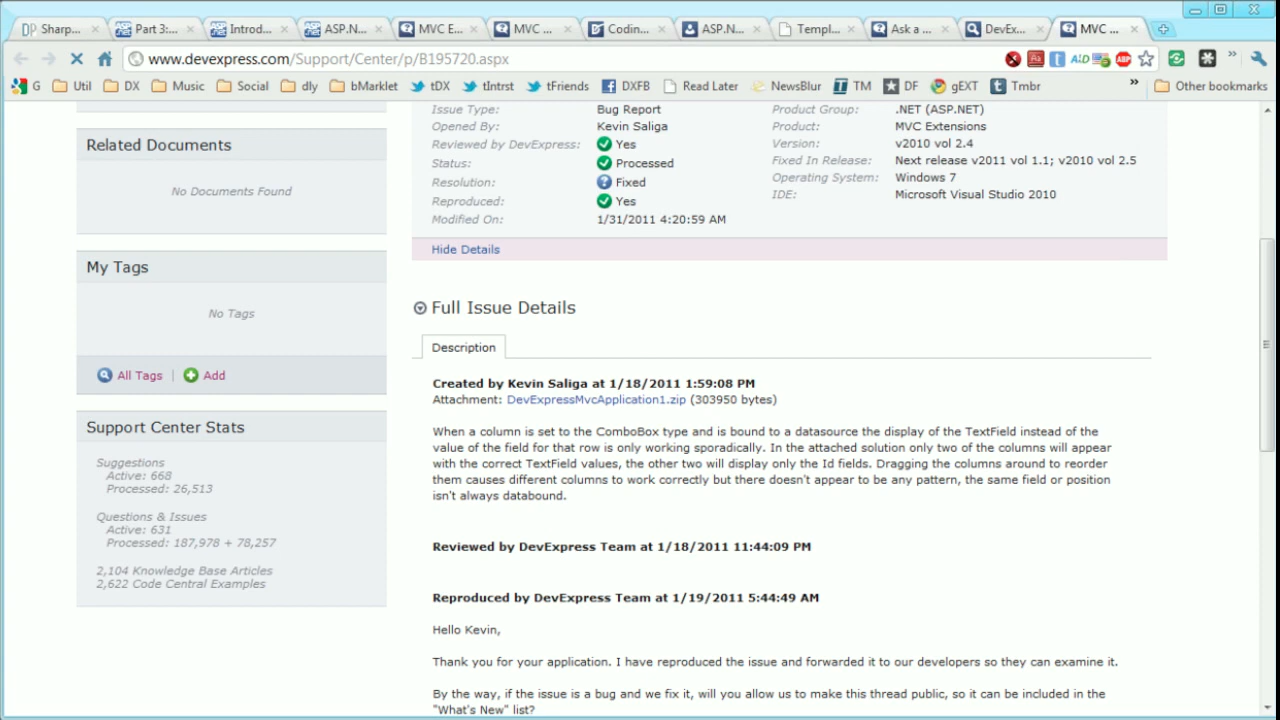 Sharp...
Part 3:...
Introd...
ASP.N...
MVC E...
MVC ...
Codin...
ASP.N...
Templ...
Ask a ...
DevEx...
MVC ...
www.devexpress.com/Support/Center/p/B195720.aspx
G
Util
DX
Music
Social
dly
bMarklet
tDX
tIntrst
tFriends
DXFB
Read Later
NewsBlur
TM
DF
gEXT
Tmbr
Other bookmarks
Related Documents
No Documents Found
My Tags
No Tags
All Tags | Add
Support Center Stats
Suggestions
Active: 668
Processed: 26,513
Questions & Issues
Active: 631
Processed: 187,978 + 78,257
2,104 Knowledge Base Articles
2,622 Code Central Examples
Issue Type: Bug Report
Opened By: Kevin Saliga
Reviewed by DevExpress: Yes
Status: Processed
Resolution: Fixed
Reproduced: Yes
Modified On: 1/31/2011 4:20:59 AM
Product Group: .NET (ASP.NET)
Product: MVC Extensions
Version: v2010 vol 2.4
Fixed In Release: Next release v2011 vol 1.1; v2010 vol 2.5
Operating System: Windows 7
IDE: Microsoft Visual Studio 2010
Hide Details
Full Issue Details
Description
Created by Kevin Saliga at 1/18/2011 1:59:08 PM
Attachment: DevExpressMvcApplication1.zip (303950 bytes)
When a column is set to the ComboBox type and is bound to a datasource the display of the TextField instead of the
value of the field for that row is only working sporadically. In the attached solution only two of the columns will appear
with the correct TextField values, the other two will display only the Id fields. Dragging the columns around to reorder
them causes different columns to work correctly but there doesn't appear to be any pattern, the same field or position
isn't always databound.
Reviewed by DevExpress Team at 1/18/2011 11:44:09 PM
Reproduced by DevExpress Team at 1/19/2011 5:44:49 AM
Hello Kevin,
Thank you for your application. I have reproduced the issue and forwarded it to our developers so they can examine it.
By the way, if the issue is a bug and we fix it, will you allow us to make this thread public, so it can be included in the
"What's New" list?